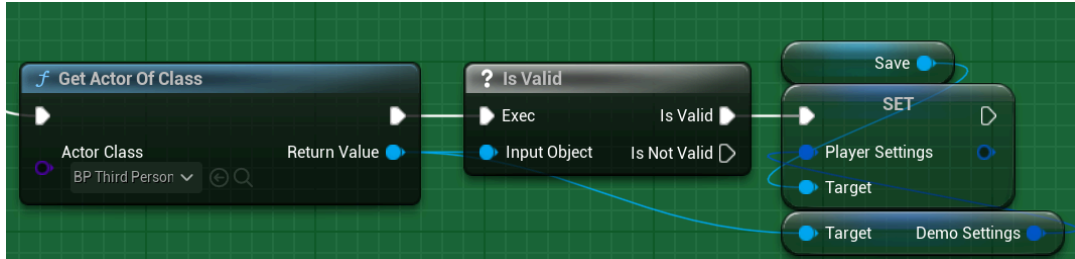 Get Actor Of Class
Actor Class
BP Third Person
Return Value
? Is Valid
Exec
Is Valid
Input Object
Is Not Valid
Save
SET
Player Settings
Target
Target
Demo Settings